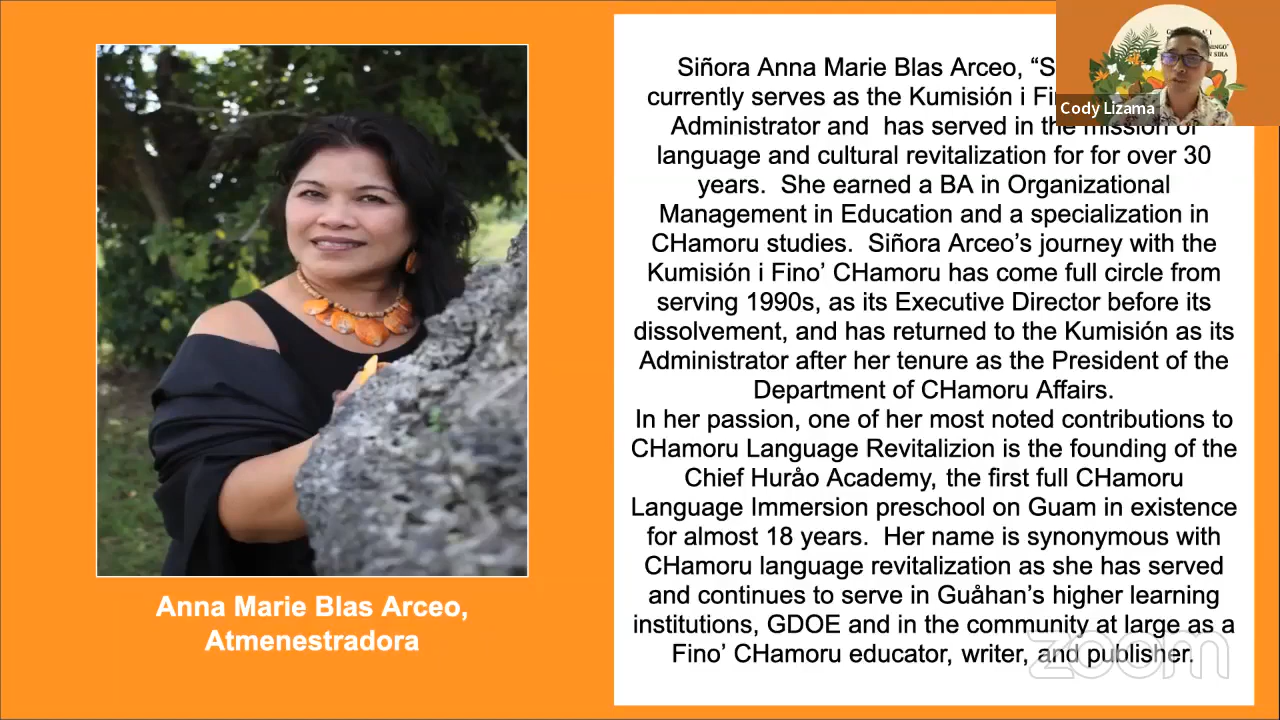 Siñora Anna Marie Blas Arceo, “S
currently serves as the Kumisión i
Administrator and has served in the mission of
language and cultural revitalization for for over 30
years. She earned a BA in Organizational
Management in Education and a specialization in
CHamoru studies. Siñora Arceo’s journey with the
Kumisión i Fino’ CHamoru has come full circle from
serving 1990s, as its Executive Director before its
dissolvement, and has returned to the Kumisión as its
Administrator after her tenure as the President of the
Department of CHamoru Affairs.
In her passion, one of her most noted contributions to
CHamoru Language Revitalizion is the founding of the
Chief Huråo Academy, the first full CHamoru
Language Immersion preschool on Guam in existence
for almost 18 years. Her name is synonymous with
CHamoru language revitalization as she has served
and continues to serve in Guåhan’s higher learning
institutions, GDOE and in the community at large as a
Fino’ CHamoru educator, writer, and publisher.
Anna Marie Blas Arceo,
Atmenestradora
Cody Lizama
zoom